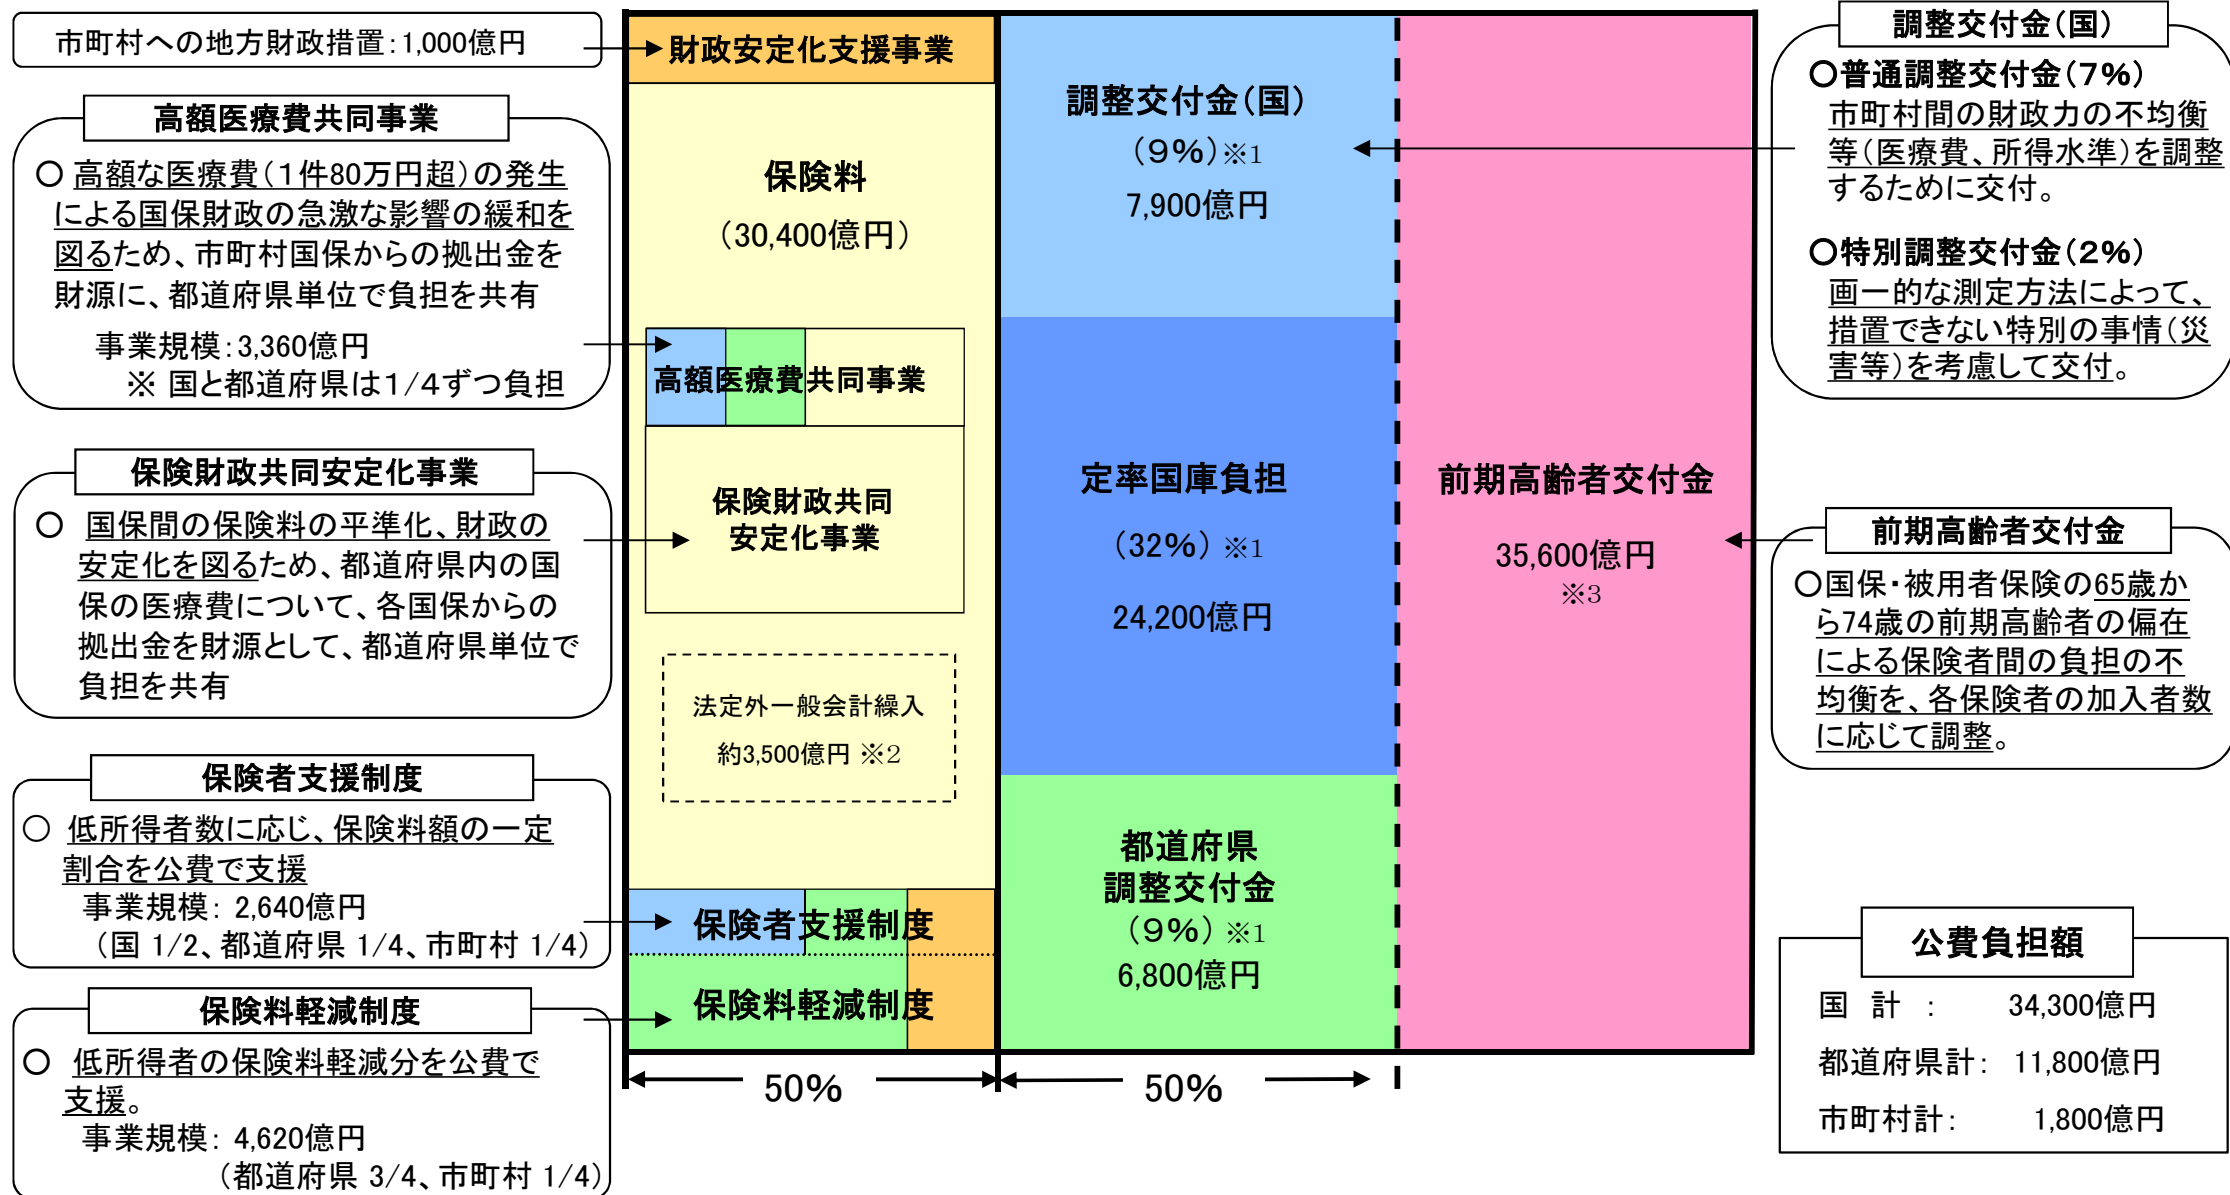 市町村への地方財政措置：1,000億円
高額医療費共同事業
○ 高額な医療費（１件80万円超）の発生
による国保財政の急激な影響の緩和を
図るため、市町村国保からの拠出金を
財源に、都道府県単位で負担を共有
事業規模：3,360億円
※ 国と都道府県は１/４ずつ負担
保険財政共同安定化事業
○ 国保間の保険料の平準化、財政の
安定化を図るため、都道府県内の国
保の医療費について、各国保からの
拠出金を財源として、都道府県単位で
負担を共有
保険者支援制度
○ 低所得者数に応じ、保険料額の一定
割合を公費で支援
事業規模： 2,640億円
（国 1/2、都道府県 1/4、市町村 1/4）
保険料軽減制度
○ 低所得者の保険料軽減分を公費で
支援。
事業規模： 4,620億円
（都道府県 3/4、市町村 1/4）
財政安定化支援事業
保険料
（30,400億円）
高額医療費共同事業
保険財政共同
安定化事業
法定外一般会計繰入
約3,500億円 ※2
保険者支援制度
保険料軽減制度
50%
調整交付金（国）
（９%）※1
7,900億円
定率国庫負担
（32%）※1
24,200億円
都道府県
調整交付金
（９%）※1
6,800億円
50%
前期高齢者交付金
35,600億円
※3
調整交付金（国）
○普通調整交付金（７％）
市町村間の財政力の不均衡
等（医療費、所得水準）を調整
するために交付。
○特別調整交付金（２％）
画一的な測定方法によって、
措置できない特別の事情（災
害等）を考慮して交付。
前期高齢者交付金
○国保・被用者保険の65歳か
ら74歳の前期高齢者の偏在
による保険者間の負担の不
均衡を、各保険者の加入者数
に応じて調整。
公費負担額
国 計 ： 34,300億円
都道府県計： 11,800億円
市町村計： 1,800億円